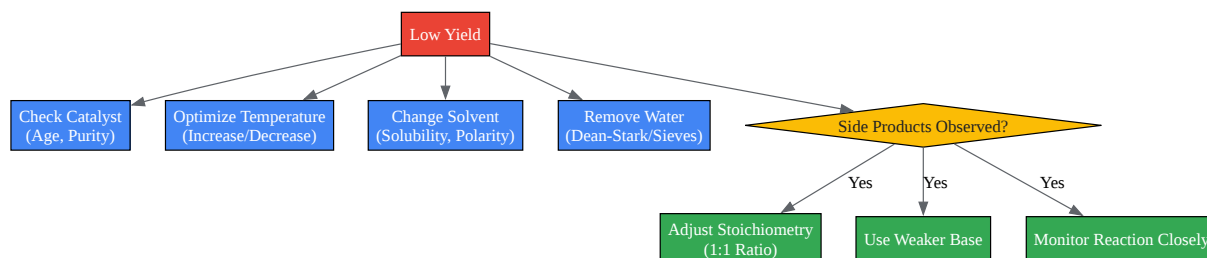 Low Yield
Check Catalyst
(Age, Purity)
Optimize Temperature
(Increase/Decrease)
Change Solvent
(Solubility, Polarity)
Remove Water
(Dean-Stark/Sieves)
Side Products Observed?
Yes
Yes
Yes
Adjust Stoichiometry
(1:1 Ratio)
Use Weaker Base
Monitor Reaction Closely